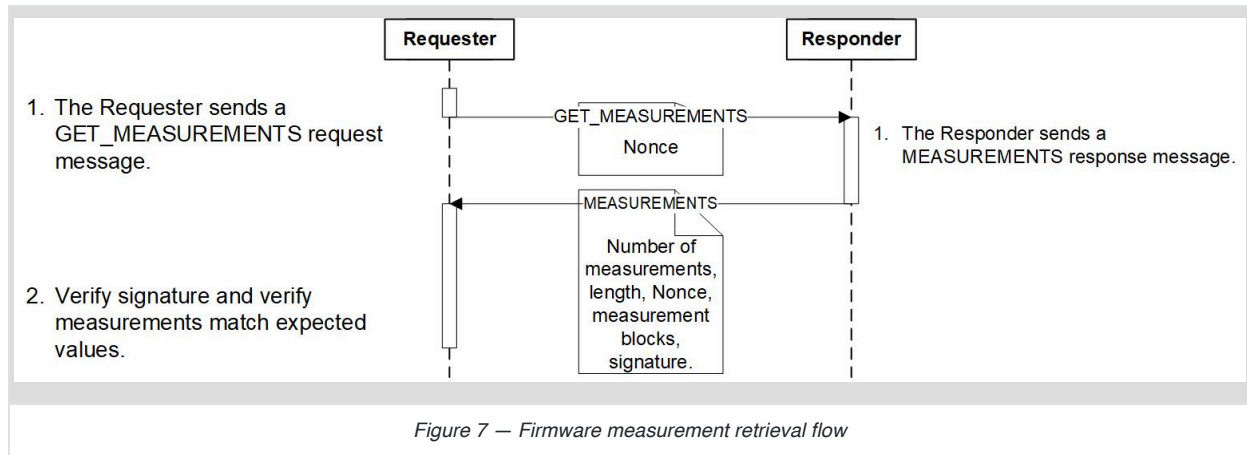 Requester
Responder
1. The Requester sends a
GET_MEASUREMENTS request
message.
GET_MEASUREMENTS
Nonce
1. The Responder sends a
MEASUREMENTS response message.
MEASUREMENTS
Number of
measurements,
length, Nonce,
measurement
blocks,
signature.
2. Verify signature and verify
measurements match expected
values.
Figure 7 — Firmware measurement retrieval flow